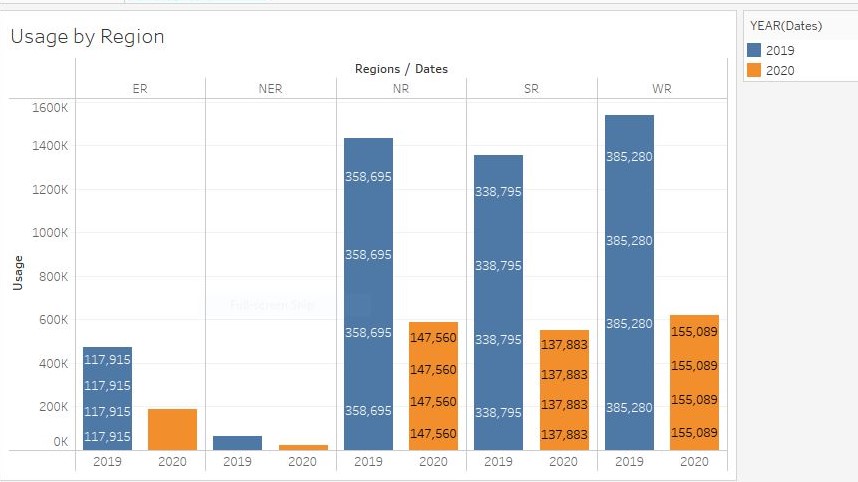 Usage by Region
YEAR(Dates)
2019
2020
Regions / Dates
ER NER NR SR WR
Usage
1600K
1400K
1200K
1000K
800K
600K
400K
200K
0K
117,915
117,915
117,915
117,915
358,695
358,695
358,695
358,695
147,560
147,560
147,560
147,560
338,795
338,795
338,795
338,795
137,883
137,883
137,883
137,883
385,280
385,280
385,280
385,280
155,089
155,089
155,089
155,089
2019 2020 2019 2020 2019 2020 2019 2020 2019 2020